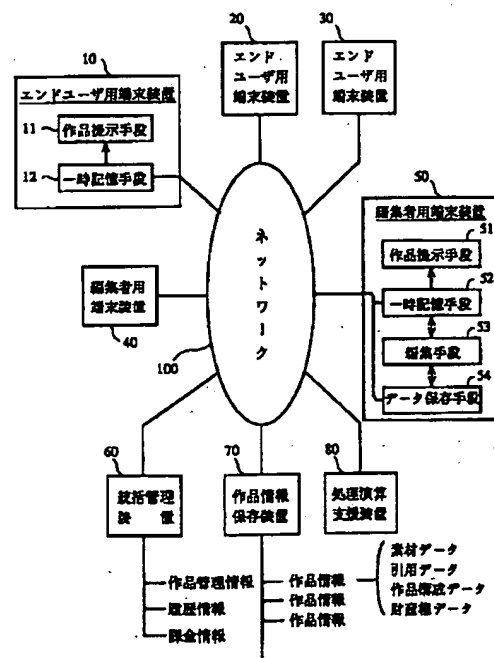 20
エンド
ユーザ用
端末装置
30
エンド
ユーザ用
端末装置
10
エンドユーザ用端末装置
11
作品提示手段
12
一時記憶手段
ネットワーク
100
編集者用
端末装置
40
50
編集者用端末装置
51
作品提示手段
52
一時記憶手段
53
編集手段
54
データ保存手段
60
統括管理
装置
70
作品情報
保存装置
80
処理演算
支援装置
作品管理情報
履歴情報
課金情報
作品情報
作品情報
作品情報
素材データ
引用データ
作品構成データ
財産権データ